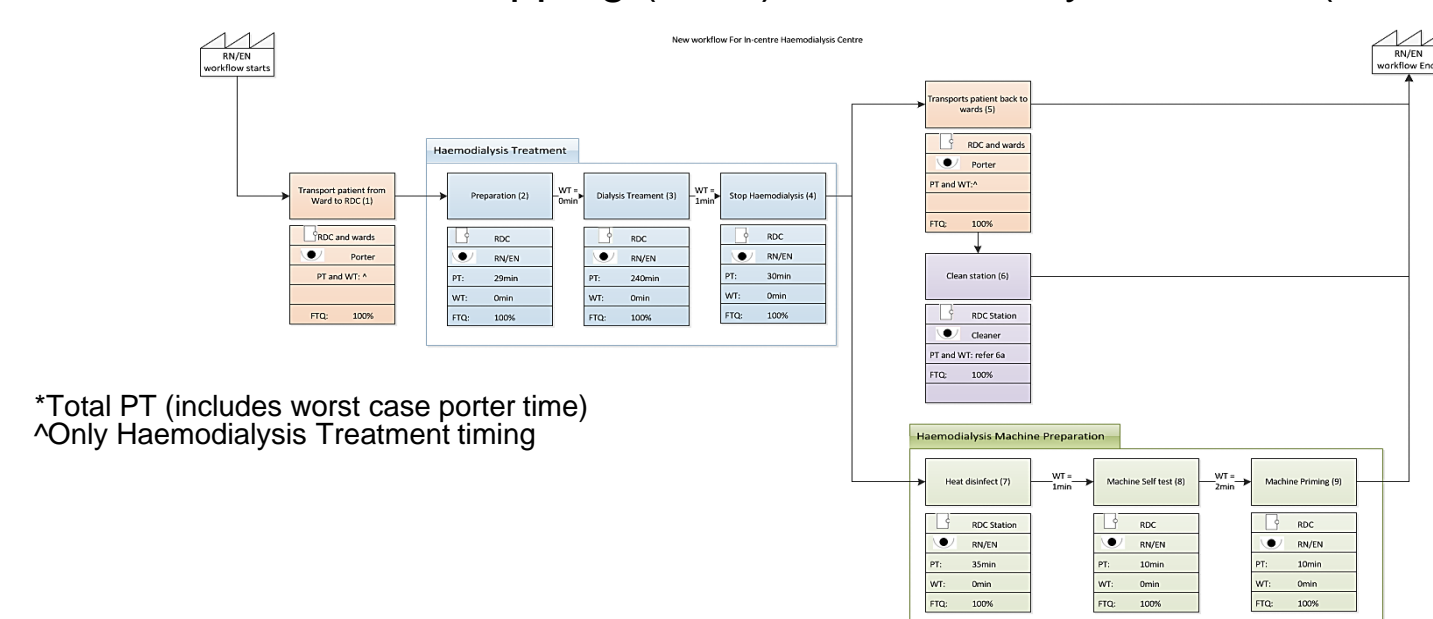 New workflow For In-centre Haemodialysis Centre
RN/EN
workflow starts
RN/EN
Transport patient from
Ward to RDC (1)
RDC and wards
Porter
PT and WT: ^
FTQ: 100%
Haemodialysis Treatment
Preparation (2)
RDC
RN/EN
PT: 29min
WT: 0min
FTQ: 100%
WT =
0min
Dialysis Treament (3)
RDC
RN/EN
PT: 240min
WT: 0min
FTQ: 100%
WT =
1min
Stop Haemodialysis (4)
RDC
RN/EN
PT: 30min
WT: 0min
FTQ: 100%
Transports patient back to
wards (5)
RDC and wards
Porter
PT and WT:^
FTQ: 100%
Clean station (6)
RDC Station
Cleaner
PT and WT: refer 6a
FTQ: 100%
Haemodialysis Machine Preparation
Heat disinfect (7)
RDC Station
RN/EN
PT: 35min
WT: 0min
FTQ: 100%
WT =
1min
Machine Self test (8)
RDC
RN/EN
PT: 10min
WT: 0min
FTQ: 100%
WT =
2min
Machine Priming (9)
RDC
RN/EN
PT: 10min
WT: 0min
FTQ: 100%
workflow End
*Total PT (includes worst case porter time)
^Only Haemodialysis Treatment timing